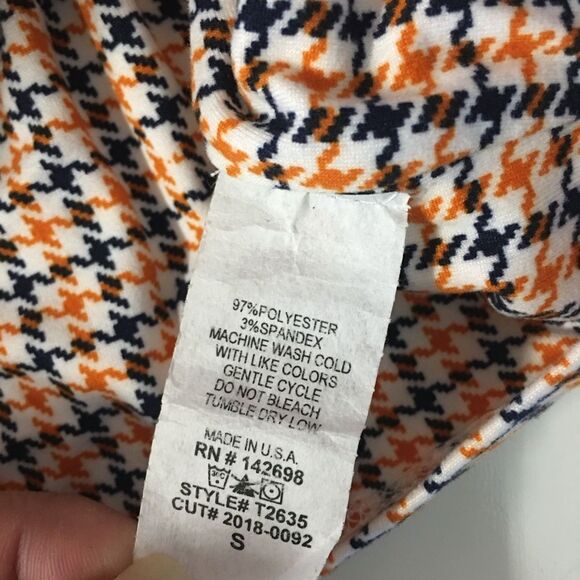 97%POLYESTER
3%SPANDEX
MACHINE WASH COLD
WITH LIKE COLORS
GENTLE CYCLE
DO NOT BLEACH
TUMBLE DRY LOW
MADE IN U.S.A.
RN # 142698
STYLE# T2635
CUT# 2018-0092
S